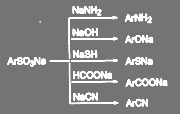 NaNH₂ ArNH₂
NaOH ArONa
ArSO₃Na NaSH ArSNa
HCOONa ArCOONa
NaCN ArCN